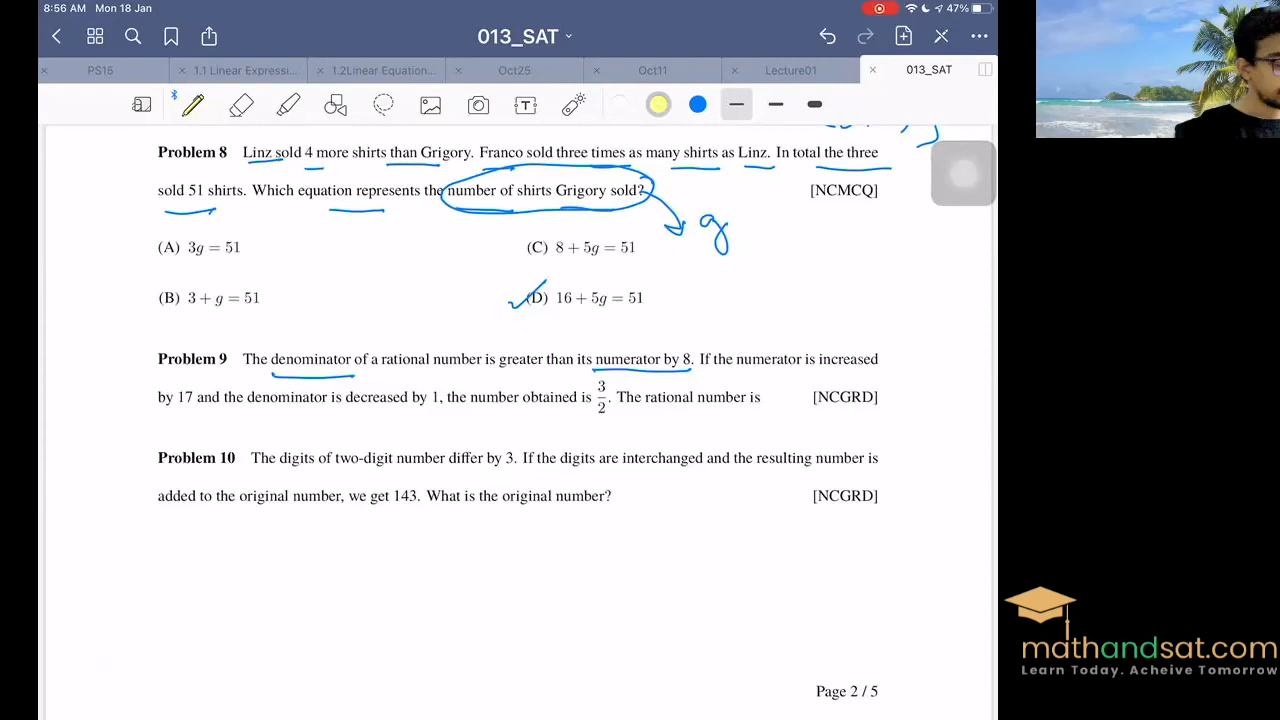 8:56 AM Mon 18 Jan
47%
013_SAT
PS16
1.1 Linear Expressi...
1.2Linear Equation...
Oct25
Oct11
Lecture01
013_SAT
Problem 8 Linz sold 4 more shirts than Grigory. Franco sold three times as many shirts as Linz. In total the three
sold 51 shirts. Which equation represents the number of shirts Grigory sold? [NCMCQ]
g
(A) 3g = 51
(C) 8 + 5g = 51
(B) 3 + g = 51
(D) 16 + 5g = 51
Problem 9 The denominator of a rational number is greater than its numerator by 8. If the numerator is increased
by 17 and the denominator is decreased by 1, the number obtained is 3/2. The rational number is [NCGRD]
Problem 10 The digits of two-digit number differ by 3. If the digits are interchanged and the resulting number is
added to the original number, we get 143. What is the original number? [NCGRD]
mathandsat.com
Learn Today. Acheive Tomorrow
Page 2 / 5